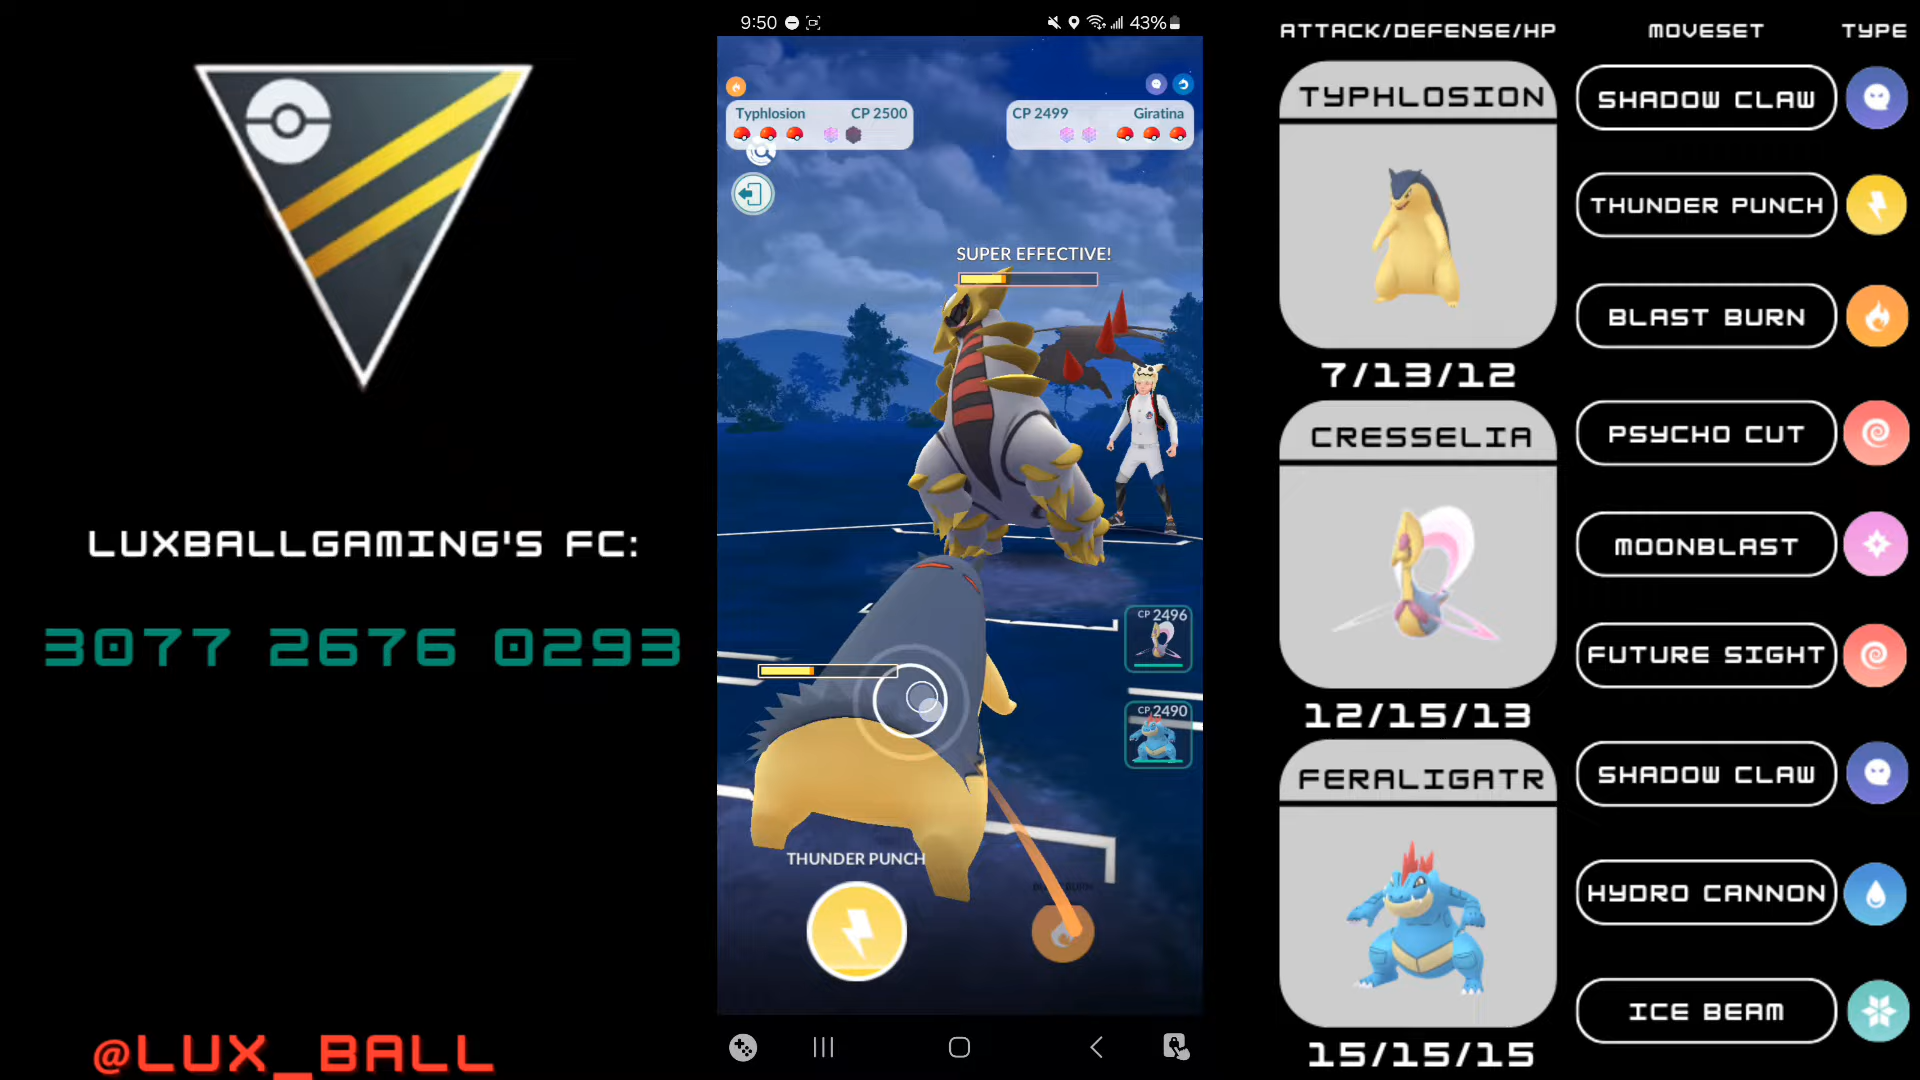 9:50
43%
Typhlosion CP 2500
CP 2499 Giratina
SUPER EFFECTIVE!
CP 2496
CP 2490
THUNDER PUNCH
LUXBALLGAMING'S FC:
3077 2676 0293
@LUX_BALL
ATTACK/DEFENSE/HP MOVESET TYPE
TYPHLOSION
7/13/12
SHADOW CLAW
THUNDER PUNCH
BLAST BURN
CRESSELIA
12/15/13
PSYCHO CUT
MOONBLAST
FUTURE SIGHT
FERALIGATR
15/15/15
SHADOW CLAW
HYDRO CANNON
ICE BEAM